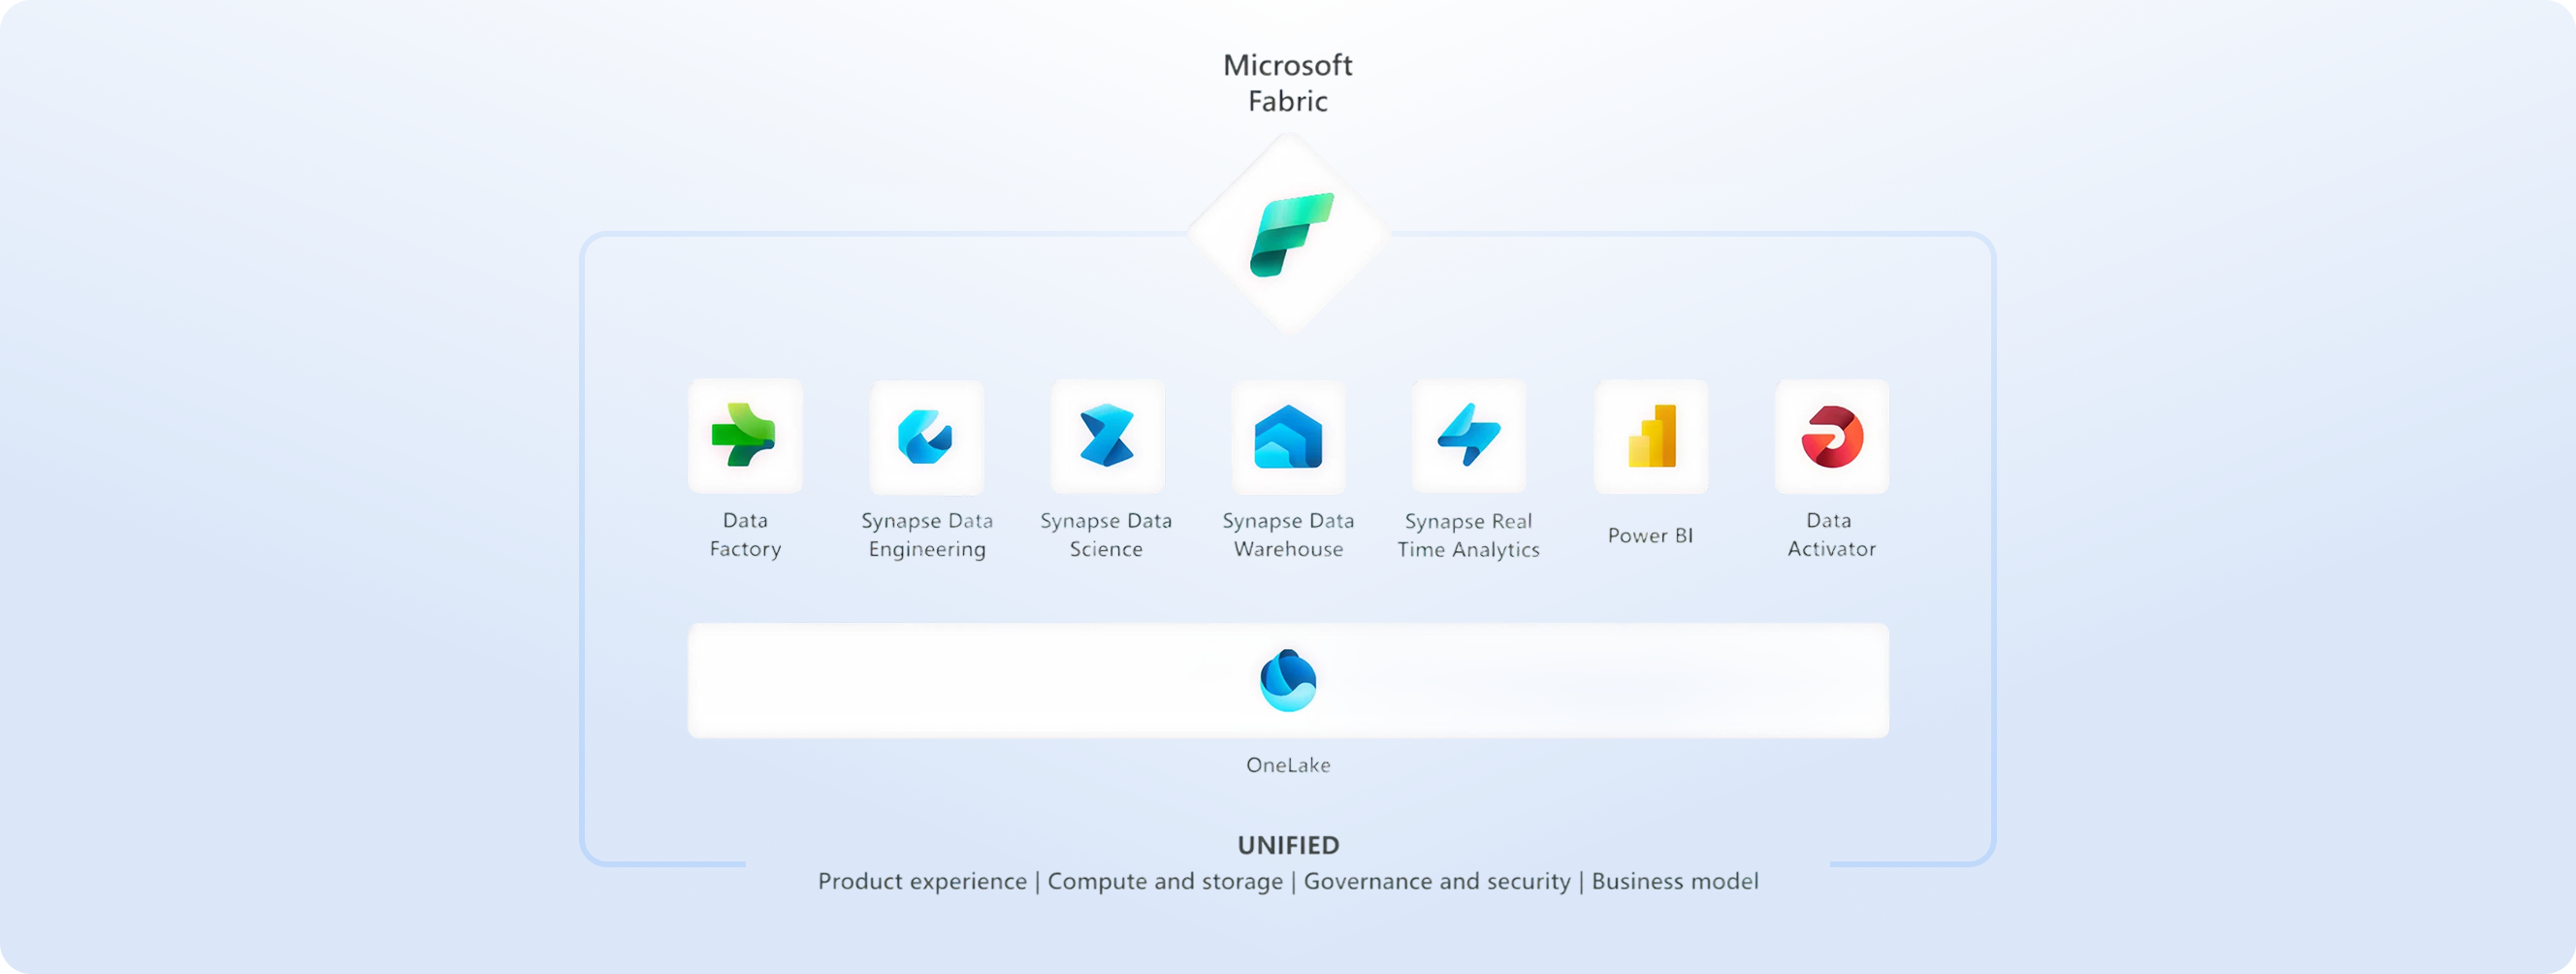 Microsoft
Fabric
Data
Factory
Synapse Data
Engineering
Synapse Data
Science
Synapse Data
Warehouse
Synapse Real
Time Analytics
Power BI
Data
Activator
OneLake
UNIFIED
Product experience | Compute and storage | Governance and security | Business model